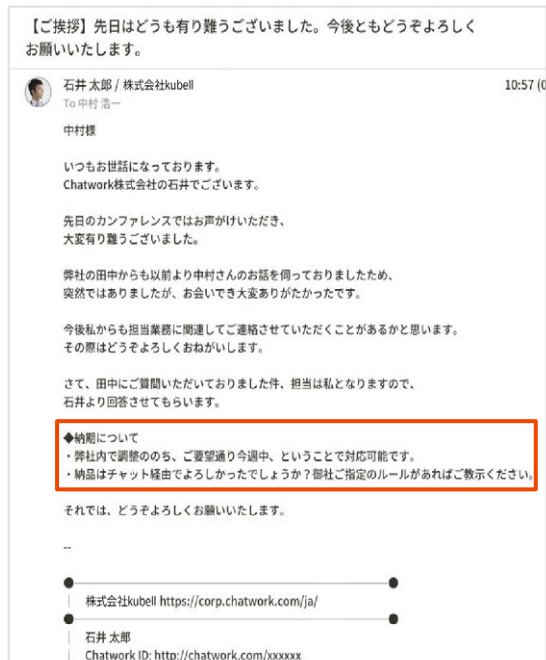 【ご挨拶】先日はどうも有り難うございました。今後ともどうぞよろしく
お願いいたします。
石井 太郎 / 株式会社kubell
10:57
To 中村 浩一
中村様
いつもお世話になっております。
Chatwork株式会社の石井でございます。
先日のカンファレンスではお声がけいただき、
大変有り難うございました。
弊社の田中からも以前より中村さんのお話を伺っておりましたため、
突然ではありましたが、お会いでき大変ありがたかったです。
今後私からも担当業務に関連してご連絡させていただくことがあるかと思います。
その際はどうぞよろしくおねがいします。
さて、田中にご質問いただいておりました件、担当は私となりますので、
石井より回答させてもらいます。
◆納期について
・弊社内で調整ののち、ご要望通り今週中、ということで対応可能です。
・納品はチャット経由でよろしかったでしょうか？御社ご指定のルールがあればご教示ください。
それでは、どうぞよろしくお願いいたします。
--
株式会社kubell https://corp.chatwork.com/ja/
石井 太郎
Chatwork ID: http://chatwork.com/xxxxxx